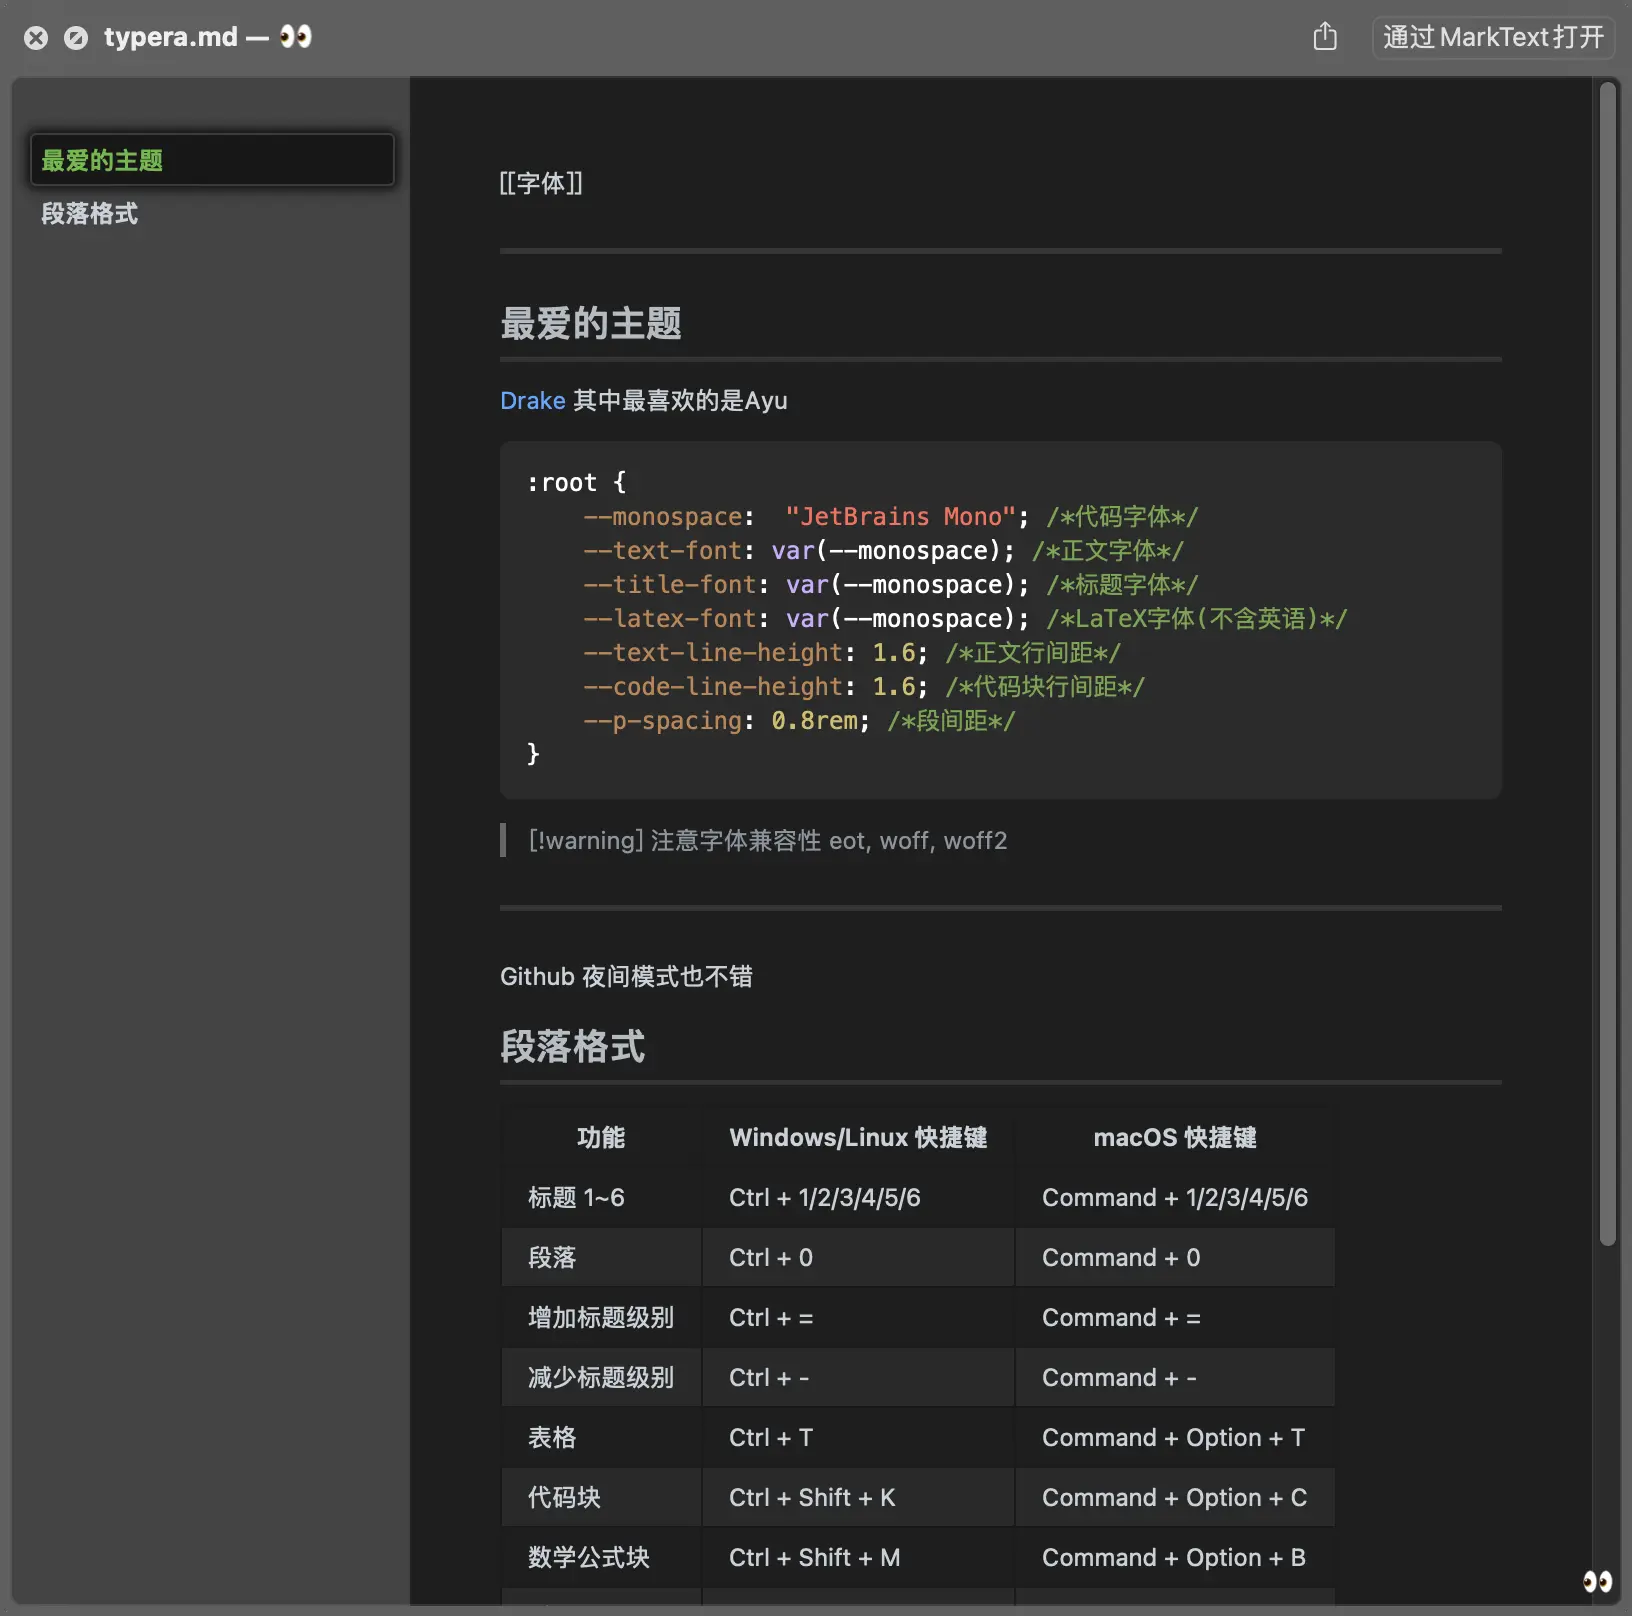 typera.md — 👀
通过 MarkText 打开
最爱的主题
段落格式
[[字体]]
最爱的主题
Drake 其中最喜欢的是Ayu
:root {
    --monospace:  "JetBrains Mono"; /*代码字体*/
    --text-font: var(--monospace); /*正文字体*/
    --title-font: var(--monospace); /*标题字体*/
    --latex-font: var(--monospace); /*LaTeX字体(不含英语)*/
    --text-line-height: 1.6; /*正文行间距*/
    --code-line-height: 1.6; /*代码块行间距*/
    --p-spacing: 0.8rem; /*段间距*/
}
[!warning] 注意字体兼容性 eot, woff, woff2
Github 夜间模式也不错
段落格式
功能 Windows/Linux 快捷键 macOS 快捷键
标题 1~6 Ctrl + 1/2/3/4/5/6 Command + 1/2/3/4/5/6
段落 Ctrl + 0 Command + 0
增加标题级别 Ctrl + = Command + =
减少标题级别 Ctrl + - Command + -
表格 Ctrl + T Command + Option + T
代码块 Ctrl + Shift + K Command + Option + C
数学公式块 Ctrl + Shift + M Command + Option + B